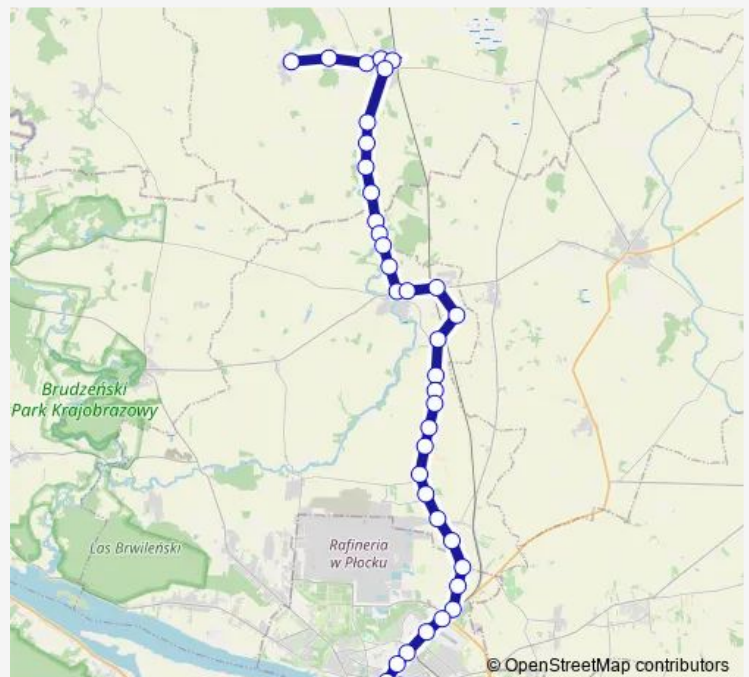 Brudzeński
Park Krajobrazowy
Las Brwileński
Rafineria
w Płocku
© OpenStreetMap contributors